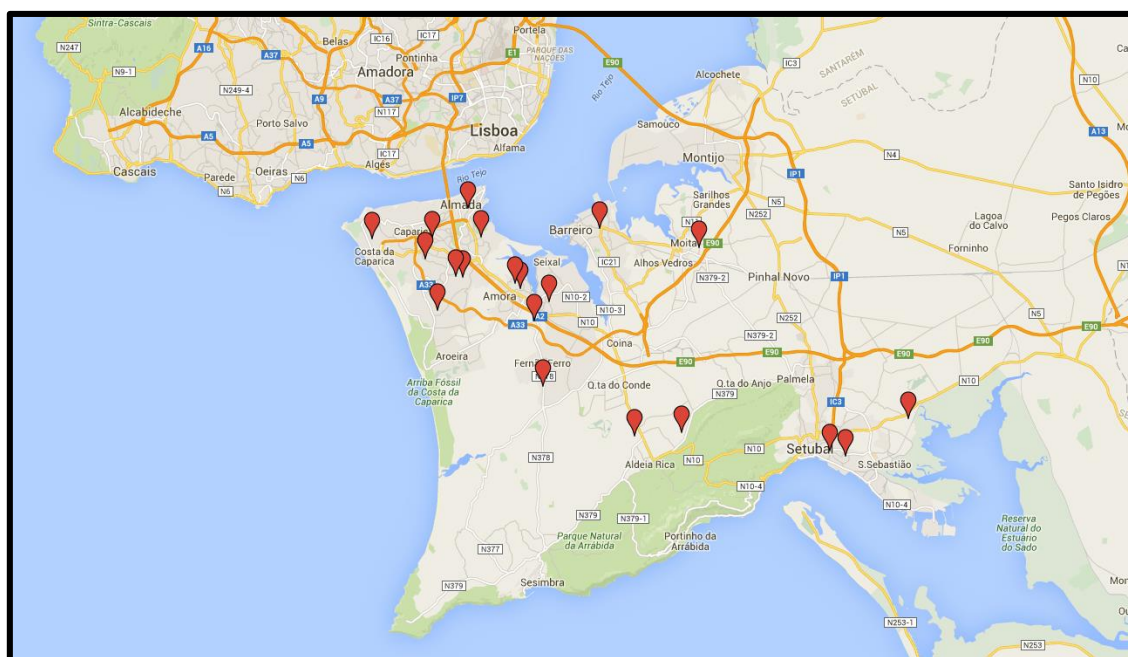 Sintra-Cascais
Portela
A16
Belas
IC16
IC17
N247
A37
E1
PARQUE DAS
NAÇÕES
Pontinha
N9-1
Amadora
E90
Rio Tejo
Alcochete
IC3
SANTARÉM
SETÚBAL
N10
N249-4
A9
A37
IP7
Alcabideche
N117
Porto Salvo
Lisboa
Samouco
A13
A5
A5
IC17
Alfama
Algés
Montijo
N4
Cascais
Parede
Oeiras
N6
N6
Rio Tejo
IP1
Santo Isidro
de Pegões
Sarilhos
Grandes
Almada
N5
N252
Lagoa
do Calvo
Pegos Claros
Barreiro
N5
Costa da
Caparica
E90
Forninho
Seixal
IC21
Alhos Vedros
N379-2
Pinhal Novo
IP1
A33
Amora
N10-2
N10-3
N10
A2
A33
N10
N252
N5
E90
Coina
N379-2
Aroeira
E90
E90
E90
Arriba Fóssil
da Costa da
Caparica
Q.ta do Conde
Q.ta do Anjo
Palmela
N10
N379
IC3
Setubal
N378
Aldeia Rica
N10
N10
S.Sebastião
N10-4
N10-4
N379
N379-1
Parque Natural
da Arrábida
Portinho da
Arrábida
Reserva
Natural do
Estuário
do Sado
N377
N379
Sesimbra
N253-1
N253